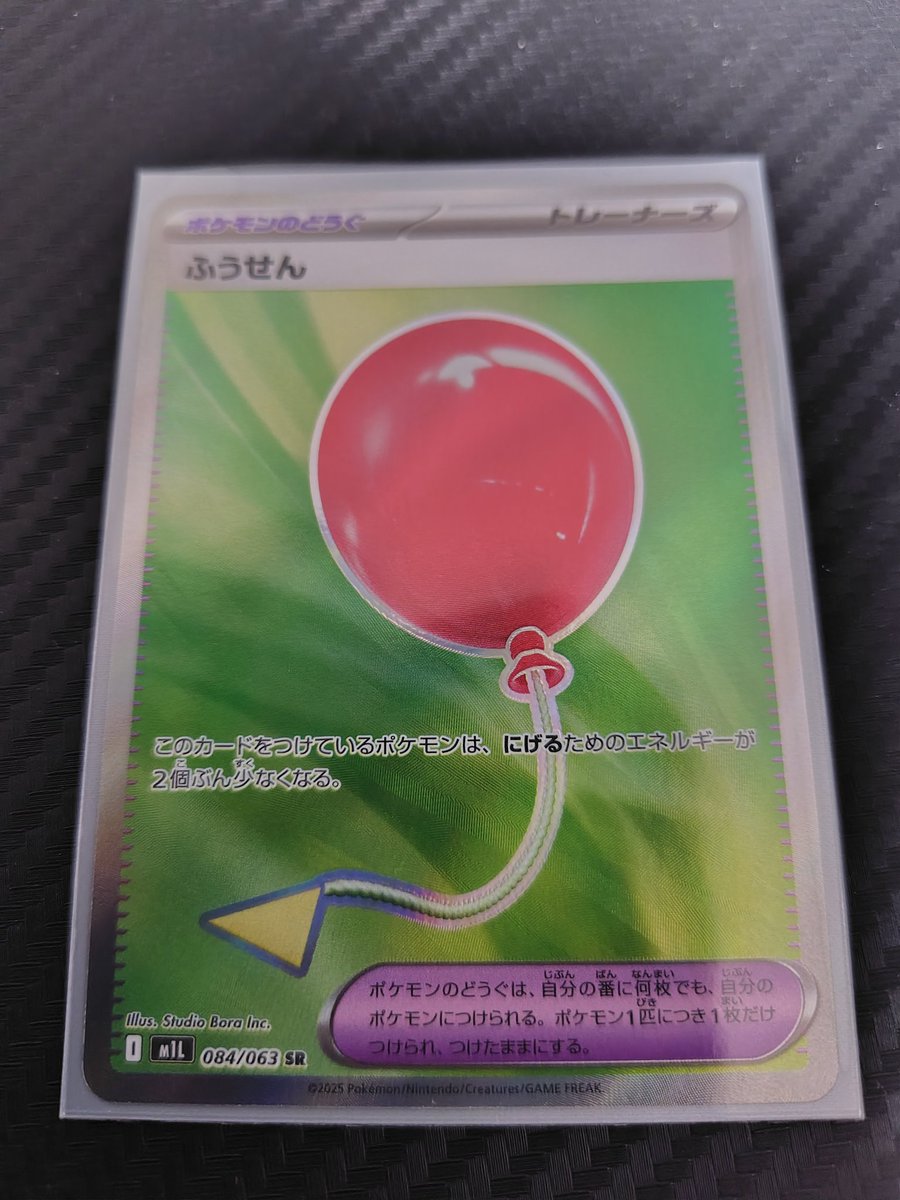 ポケモンのどうぐ
トレーナーズ
ふうせん
このカードをつけているポケモンは、にげるためのエネルギーが
2個ぶん少なくなる。
ポケモンのどうぐは、自分の番に何枚でも、自分の
ポケモンにつけられる。ポケモン1匹につき1枚だけ
つけられ、つけたままにする。
Illus. Studio Bora Inc.
I M1L 084/063 SR
©2025 Pokémon/Nintendo/Creatures/GAME FREAK